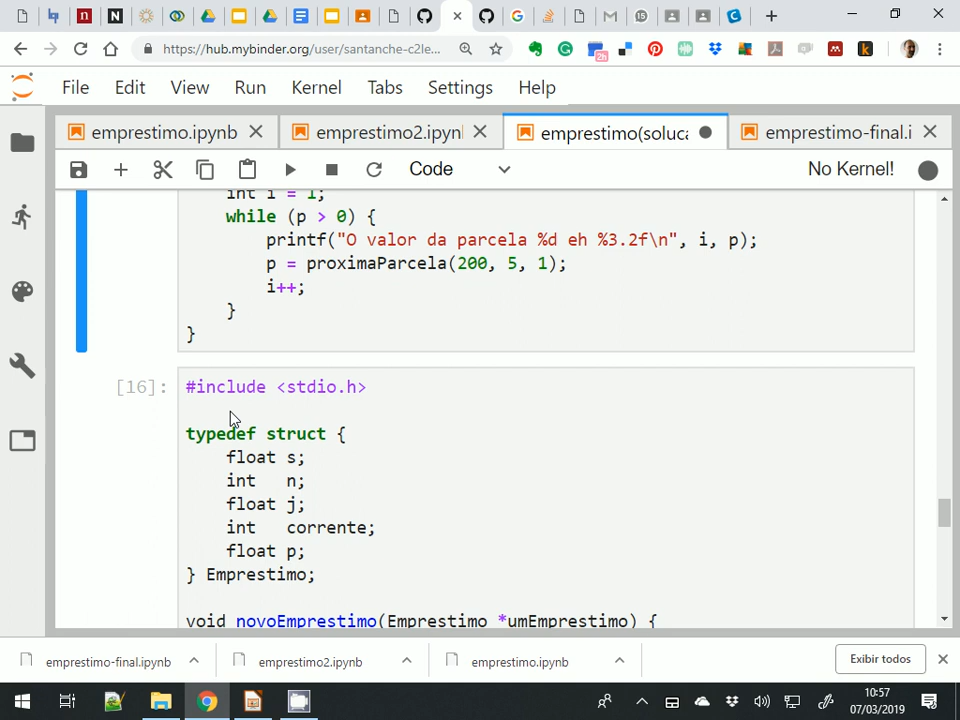 https://hub.mybinder.org/user/santanche-c2le...
File Edit View Run Kernel Tabs Settings Help
emprestimo.ipynb emprestimo2.ipynl emprestimo(soluca emprestimo-final.i
Code No Kernel!
int i = 1;
while (p > 0) {
printf("O valor da parcela %d eh %3.2f\n", i, p);
p = proximaParcela(200, 5, 1);
i++;
}
}
[16]:
#include <stdio.h>
typedef struct {
float s;
int n;
float j;
int corrente;
float p;
} Emprestimo;
void novoEmprestimo(Emprestimo *umEmprestimo) {
emprestimo-final.ipynb emprestimo2.ipynb emprestimo.ipynb Exibir todos
10:57
07/03/2019